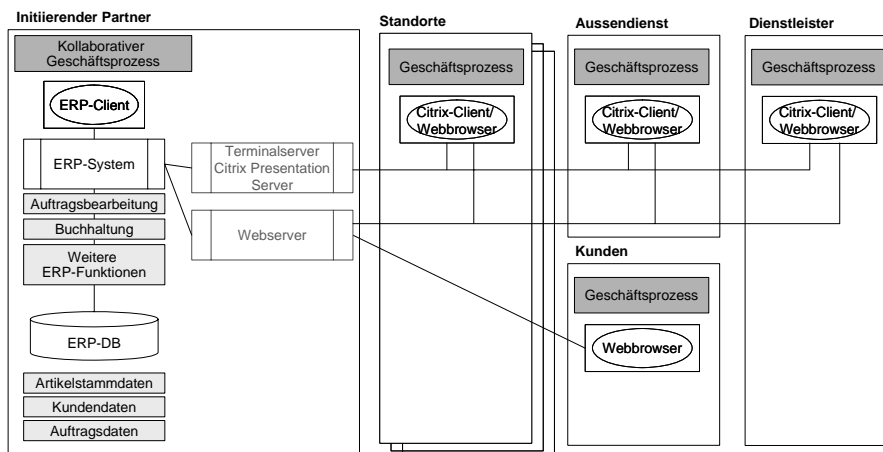 Initiierender Partner
Kollaborativer
Geschäftsprozess
ERP-Client
ERP-System
Auftragsbearbeitung
Buchhaltung
Weitere
ERP-Funktionen
ERP-DB
Artikelstammdaten
Kundendaten
Auftragsdaten
Terminalserver
Citrix Presentation
Server
Webserver
Standorte
Geschäftsprozess
Citrix-Client/
Webbrowser
Aussendienst
Geschäftsprozess
Citrix-Client/
Webbrowser
Kunden
Geschäftsprozess
Webbrowser
Dienstleister
Geschäftsprozess
Citrix-Client/
Webbrowser